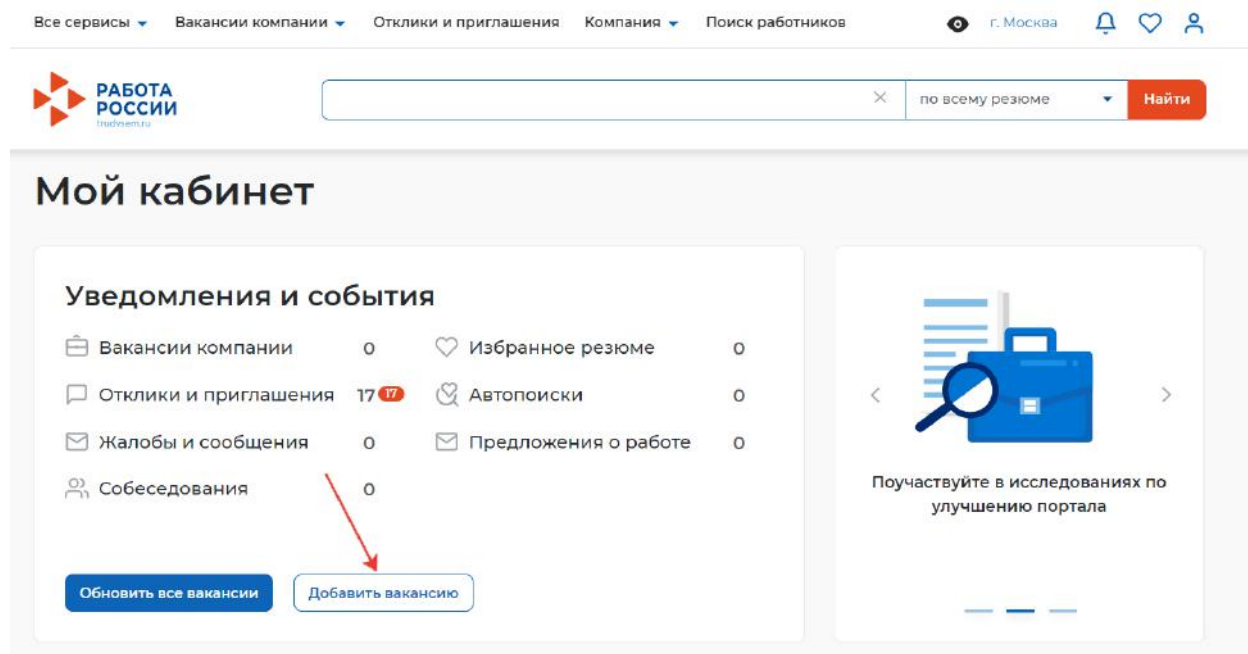 Все сервисы Вакансии компании Отклики и приглашения Компания Поиск работников г. Москва
РАБОТА
РОССИИ
trudvsem.ru
по всему резюме Найти
Мой кабинет
Уведомления и события
Вакансии компании 0 Избранное резюме 0
Отклики и приглашения 17 17 Автопоиски 0
Жалобы и сообщения 0 Предложения о работе 0
Собеседования 0
Обновить все вакансии Добавить вакансию
Поучаствуйте в исследованиях по
улучшению портала